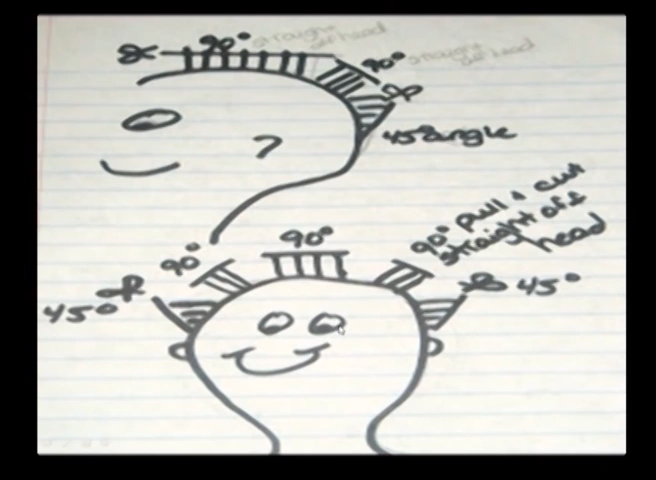 90° straight
off head
90° straight
off head
45° angle
90° pull & cut
straight off
head
90°
90°
45°
45°